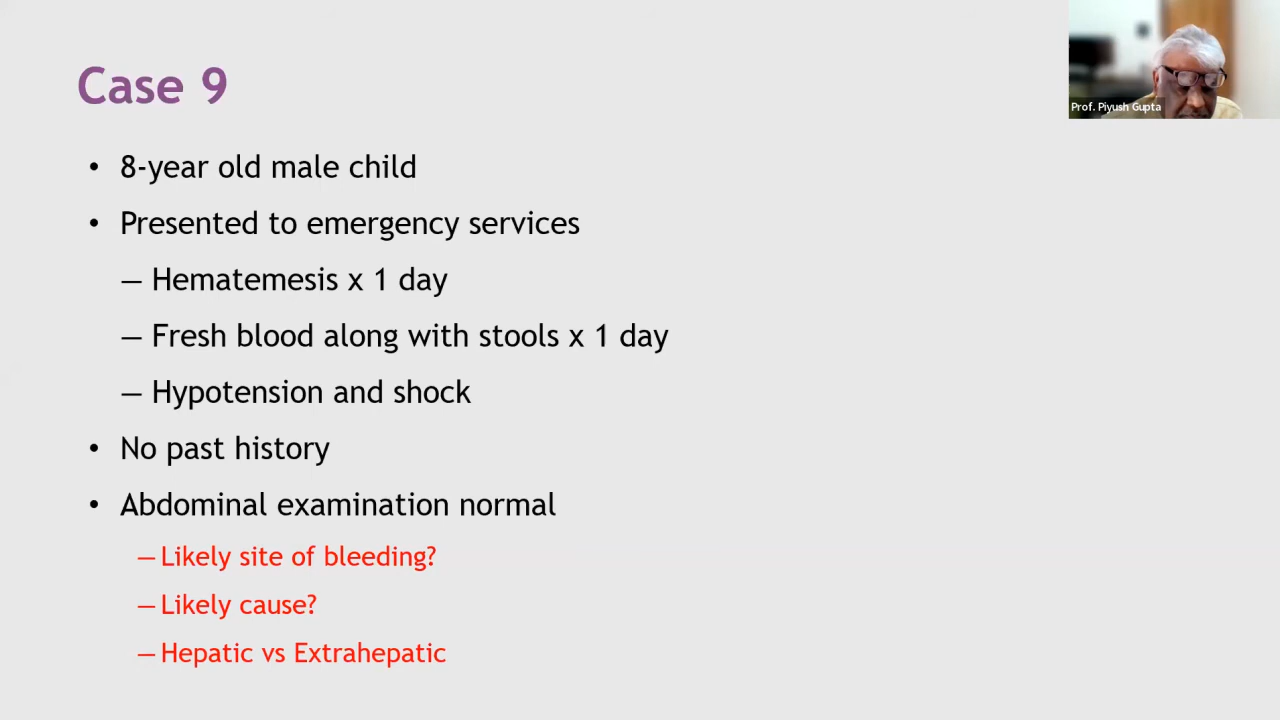 Case 9
Prof. Piyush Gupta
• 8-year old male child
• Presented to emergency services
— Hematemesis x 1 day
— Fresh blood along with stools x 1 day
— Hypotension and shock
• No past history
• Abdominal examination normal
— Likely site of bleeding?
— Likely cause?
— Hepatic vs Extrahepatic